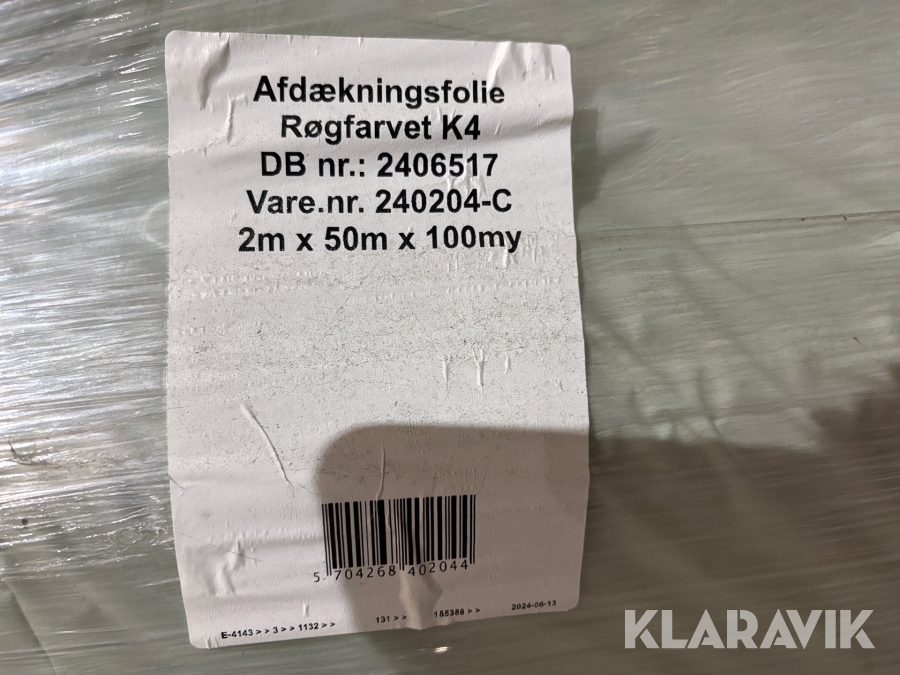 Afdækningsfolie
Røgfarvet K4
DB nr.: 2406517
Vare.nr. 240204-C
2m x 50m x 100my
5 704268 402044
E-4143 > > 3 > > 1132 > > 131 > > 155388 > > 2024-06-13
KLARAVIK